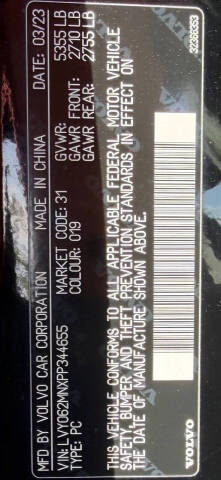 MFD BY VOLVO CAR CORPORATION MADE IN CHINA DATE: 03/23
VIN: LVY062MNXPP344655 GVWR: 5355 LB
TYPE: PC MARKET CODE: 31 GAWR FRONT: 2710 LB
COLOUR: 019 GAWR REAR: 2755 LB
THIS VEHICLE CONFORMS TO ALL APPLICABLE FEDERAL MOTOR VEHICLE
SAFETY BUMPER AND THEFT PREVENTION STANDARDS IN EFFECT ON
THE DATE OF MANUFACTURE SHOWN ABOVE.
VOLVO
32366353